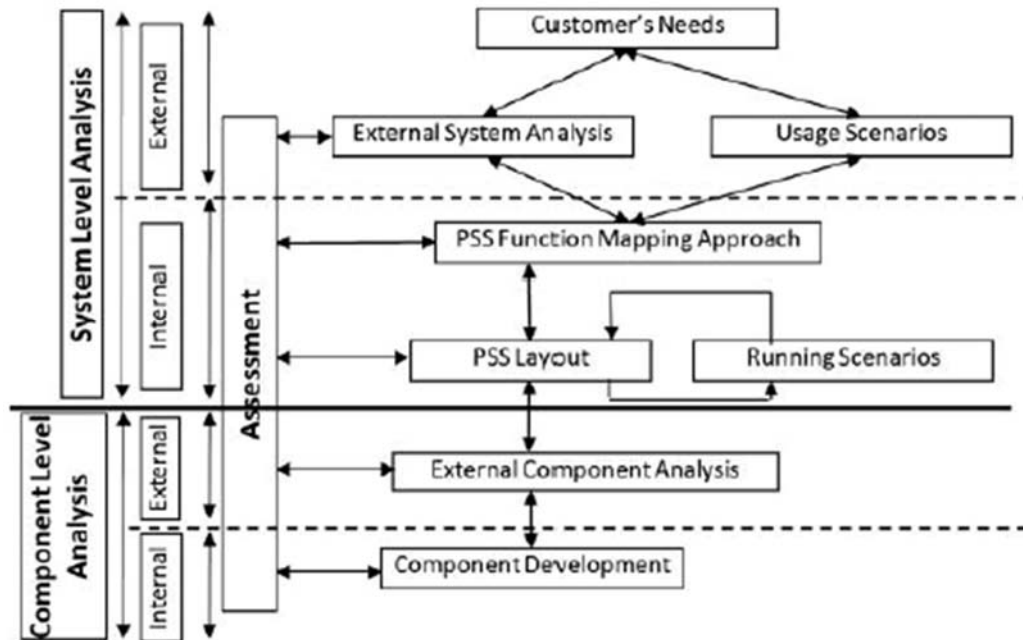 Customer's Needs
System Level Analysis
External
External System Analysis
Usage Scenarios
Internal
PSS Function Mapping Approach
Assessment
PSS Layout
Running Scenarios
Component Level
Analysis
External
External Component Analysis
Internal
Component Development